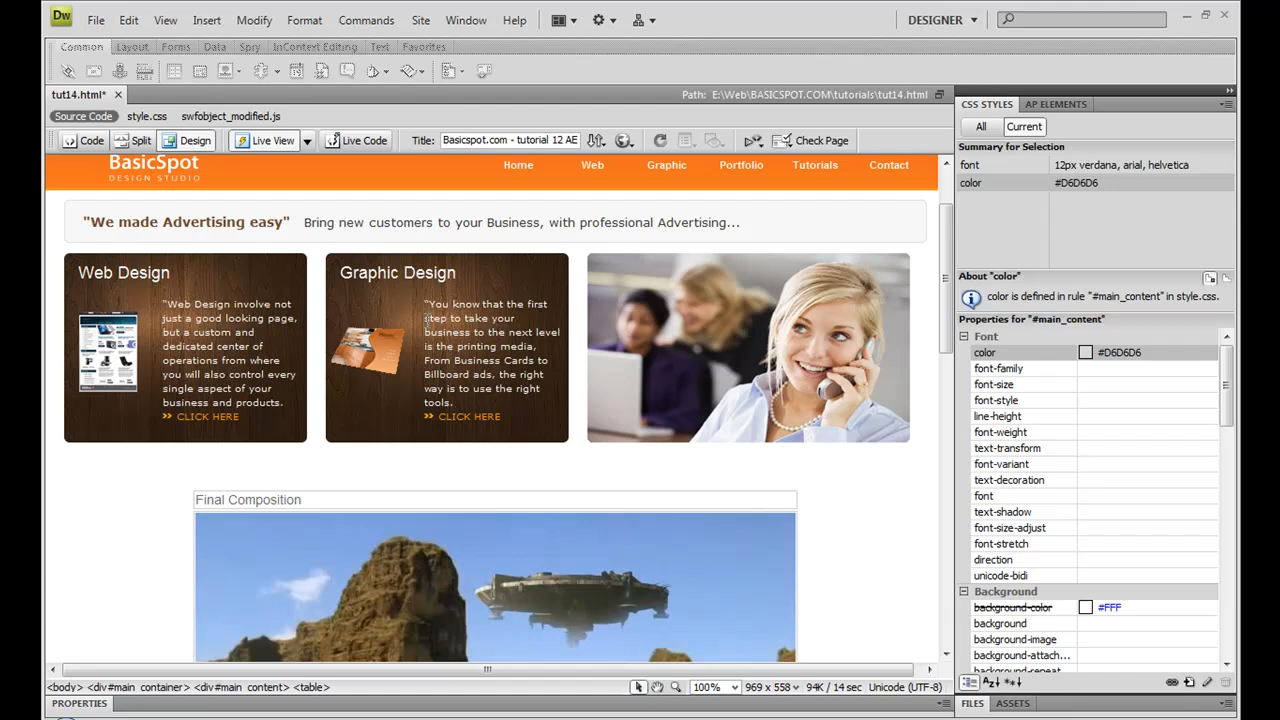 Dw File Edit View Insert Modify Format Commands Site Window Help DESIGNER
Common Layout Forms Data Spry InContext Editing Text Favorites
tut14.html* Path: E:\Web\BASICSPOT.COM\tutorials\tut14.html
Source Code style.css swfobject_modified.js
Code Split Design Live View Live Code Title: Basicspot.com - tutorial 12 AE Check Page
BasicSpot
DESIGN STUDIO
Home Web Graphic Portfolio Tutorials Contact
"We made Advertising easy" Bring new customers to your Business, with professional Advertising...
Web Design
"Web Design involve not
just a good looking page,
but a custom and
dedicated center of
operations from where
you will also control every
single aspect of your
business and products.
>> CLICK HERE
Graphic Design
"You know that the first
step to take your
business to the next level
is the printing media,
From Business Cards to
Billboard ads, the right
way is to use the right
tools.
>> CLICK HERE
Final Composition
<body> <div#main_container> <div#main_content> <table> 100% 969 x 558 94K / 14 sec Unicode (UTF-8)
PROPERTIES
CSS STYLES AP ELEMENTS
All Current
Summary for Selection
font 12px verdana, arial, helvetica
color #D6D6D6
About "color"
color is defined in rule "#main_content" in style.css.
Properties for "#main_content"
Font
color #D6D6D6
font-family
font-size
font-style
line-height
font-weight
text-transform
font-variant
text-decoration
font
text-shadow
font-size-adjust
font-stretch
direction
unicode-bidi
Background
background-color #FFF
background
background-image
background-attach...
background-repeat
FILES ASSETS